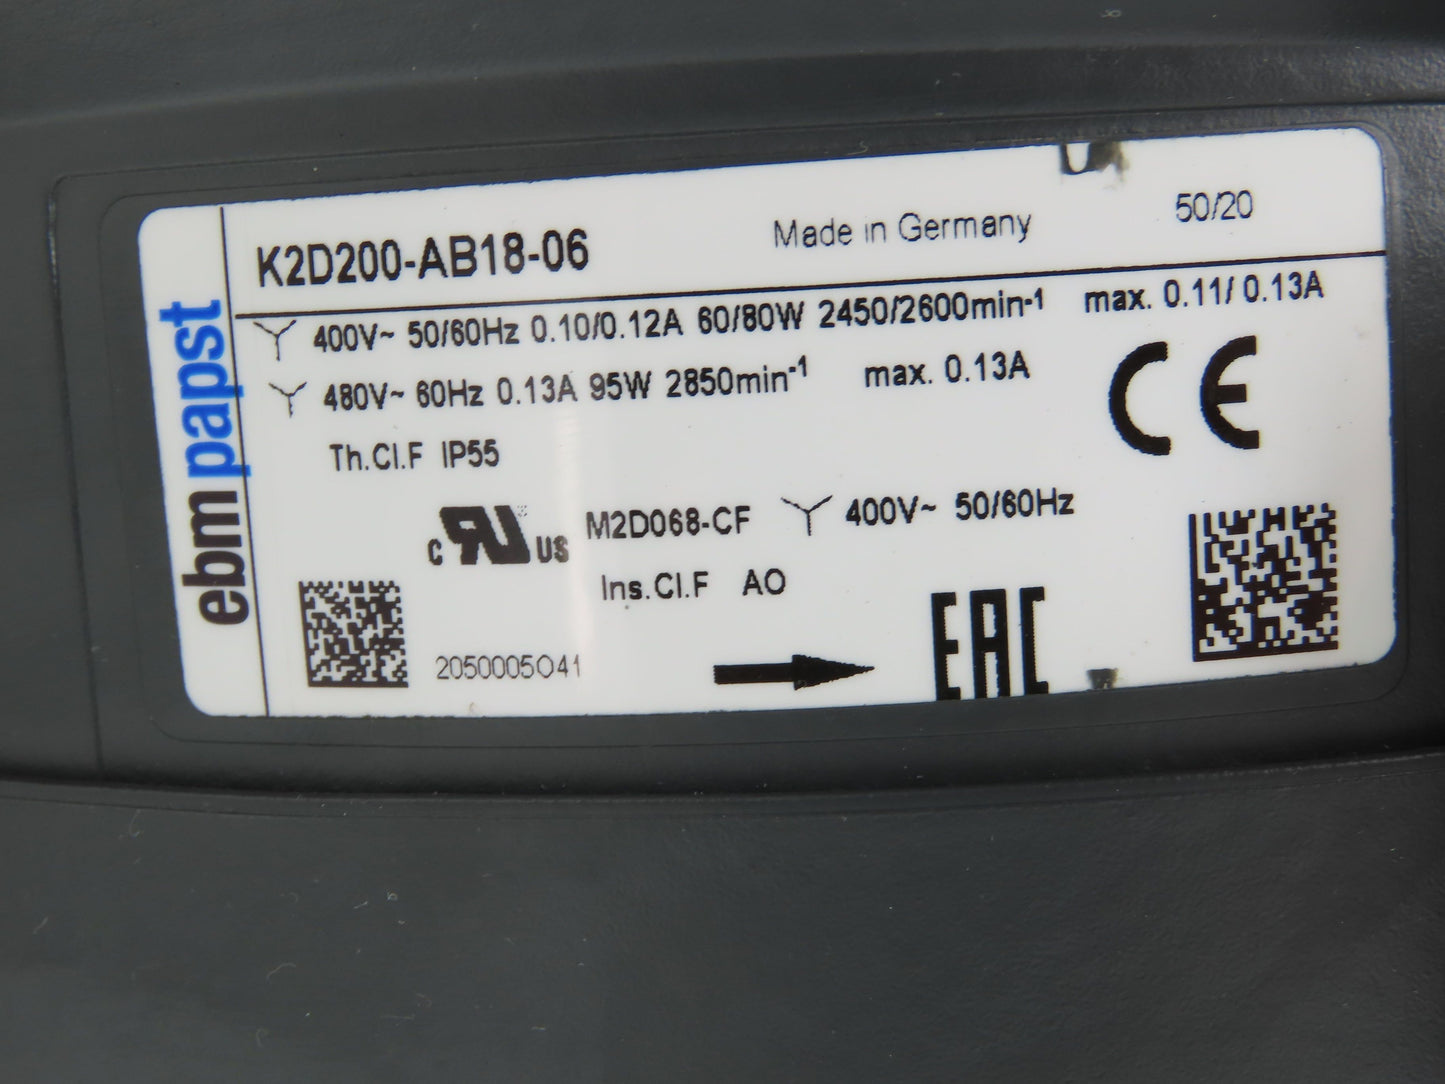 ebmpapst
K2D200-AB18-06 Made in Germany 50/20
400V~ 50/60Hz 0.10/0.12A 60/80W 2450/2600min-1 max. 0.11/ 0.13A
480V~ 60Hz 0.13A 95W 2850min-1 max. 0.13A
CE
Th.Cl.F IP55
c RU US M2D068-CF 400V~ 50/60Hz
Ins.Cl.F AO
EAC
2050005041